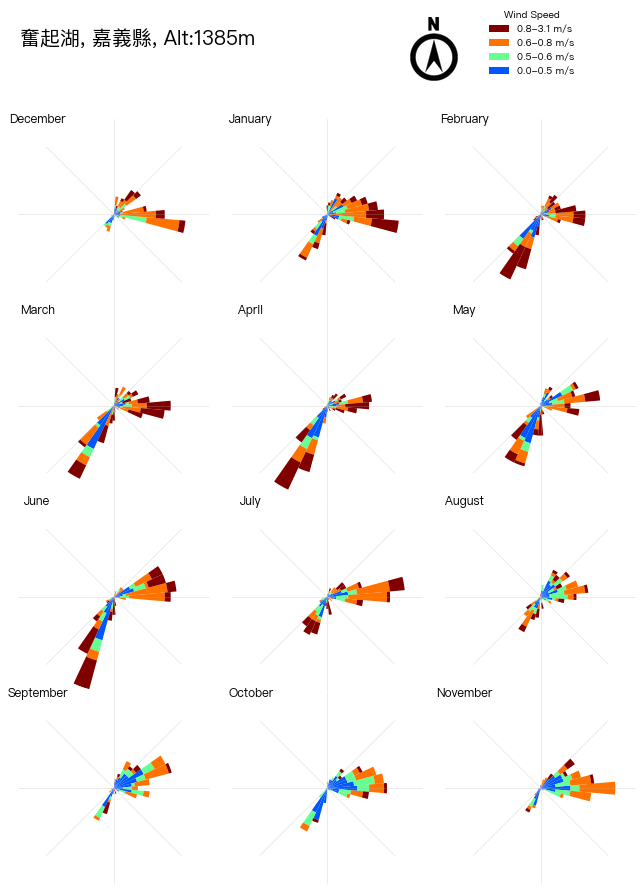 奮起湖, 嘉義縣, Alt:1385m
N
Wind Speed
0.8–3.1 m/s
0.6–0.8 m/s
0.5–0.6 m/s
0.0–0.5 m/s
December
January
February
March
April
May
June
July
August
September
October
November